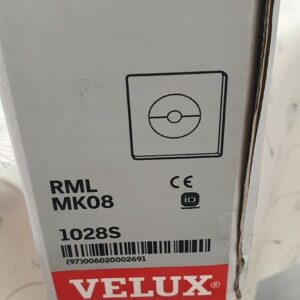 RML
MK08
CE
io
1028S
(97)006020002691
VELUX®